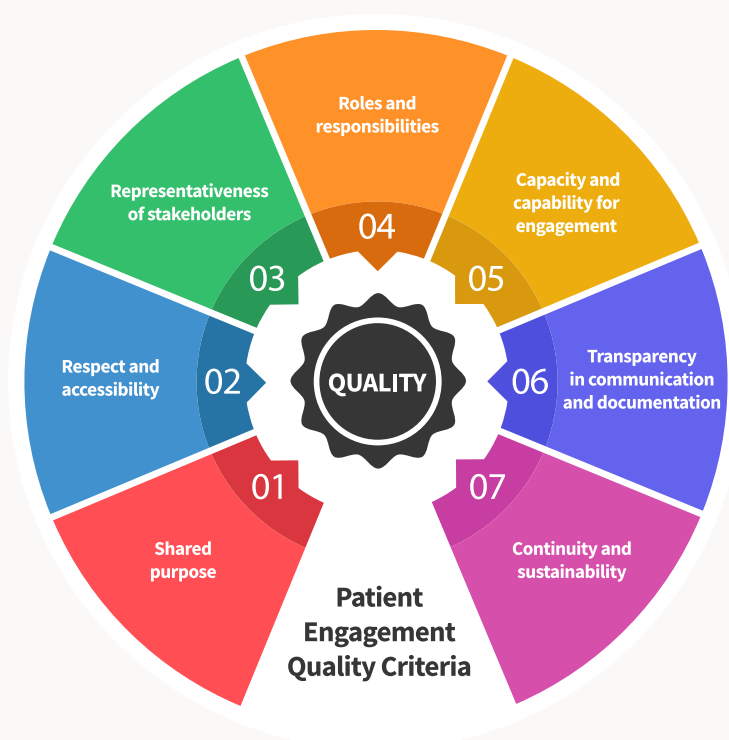 Roles and
responsibilities
04
Representativeness
of stakeholders
03
Capacity and
capability for
engagement
05
Respect and
accessibility
02
QUALITY
Transparency
in communication
and documentation
06
Shared
purpose
01
Continuity and
sustainability
07
Patient
Engagement
Quality Criteria